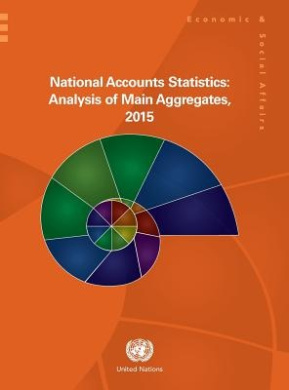 Economic & Social Affairs
National Accounts Statistics:
Analysis of Main Aggregates,
2015
United Nations